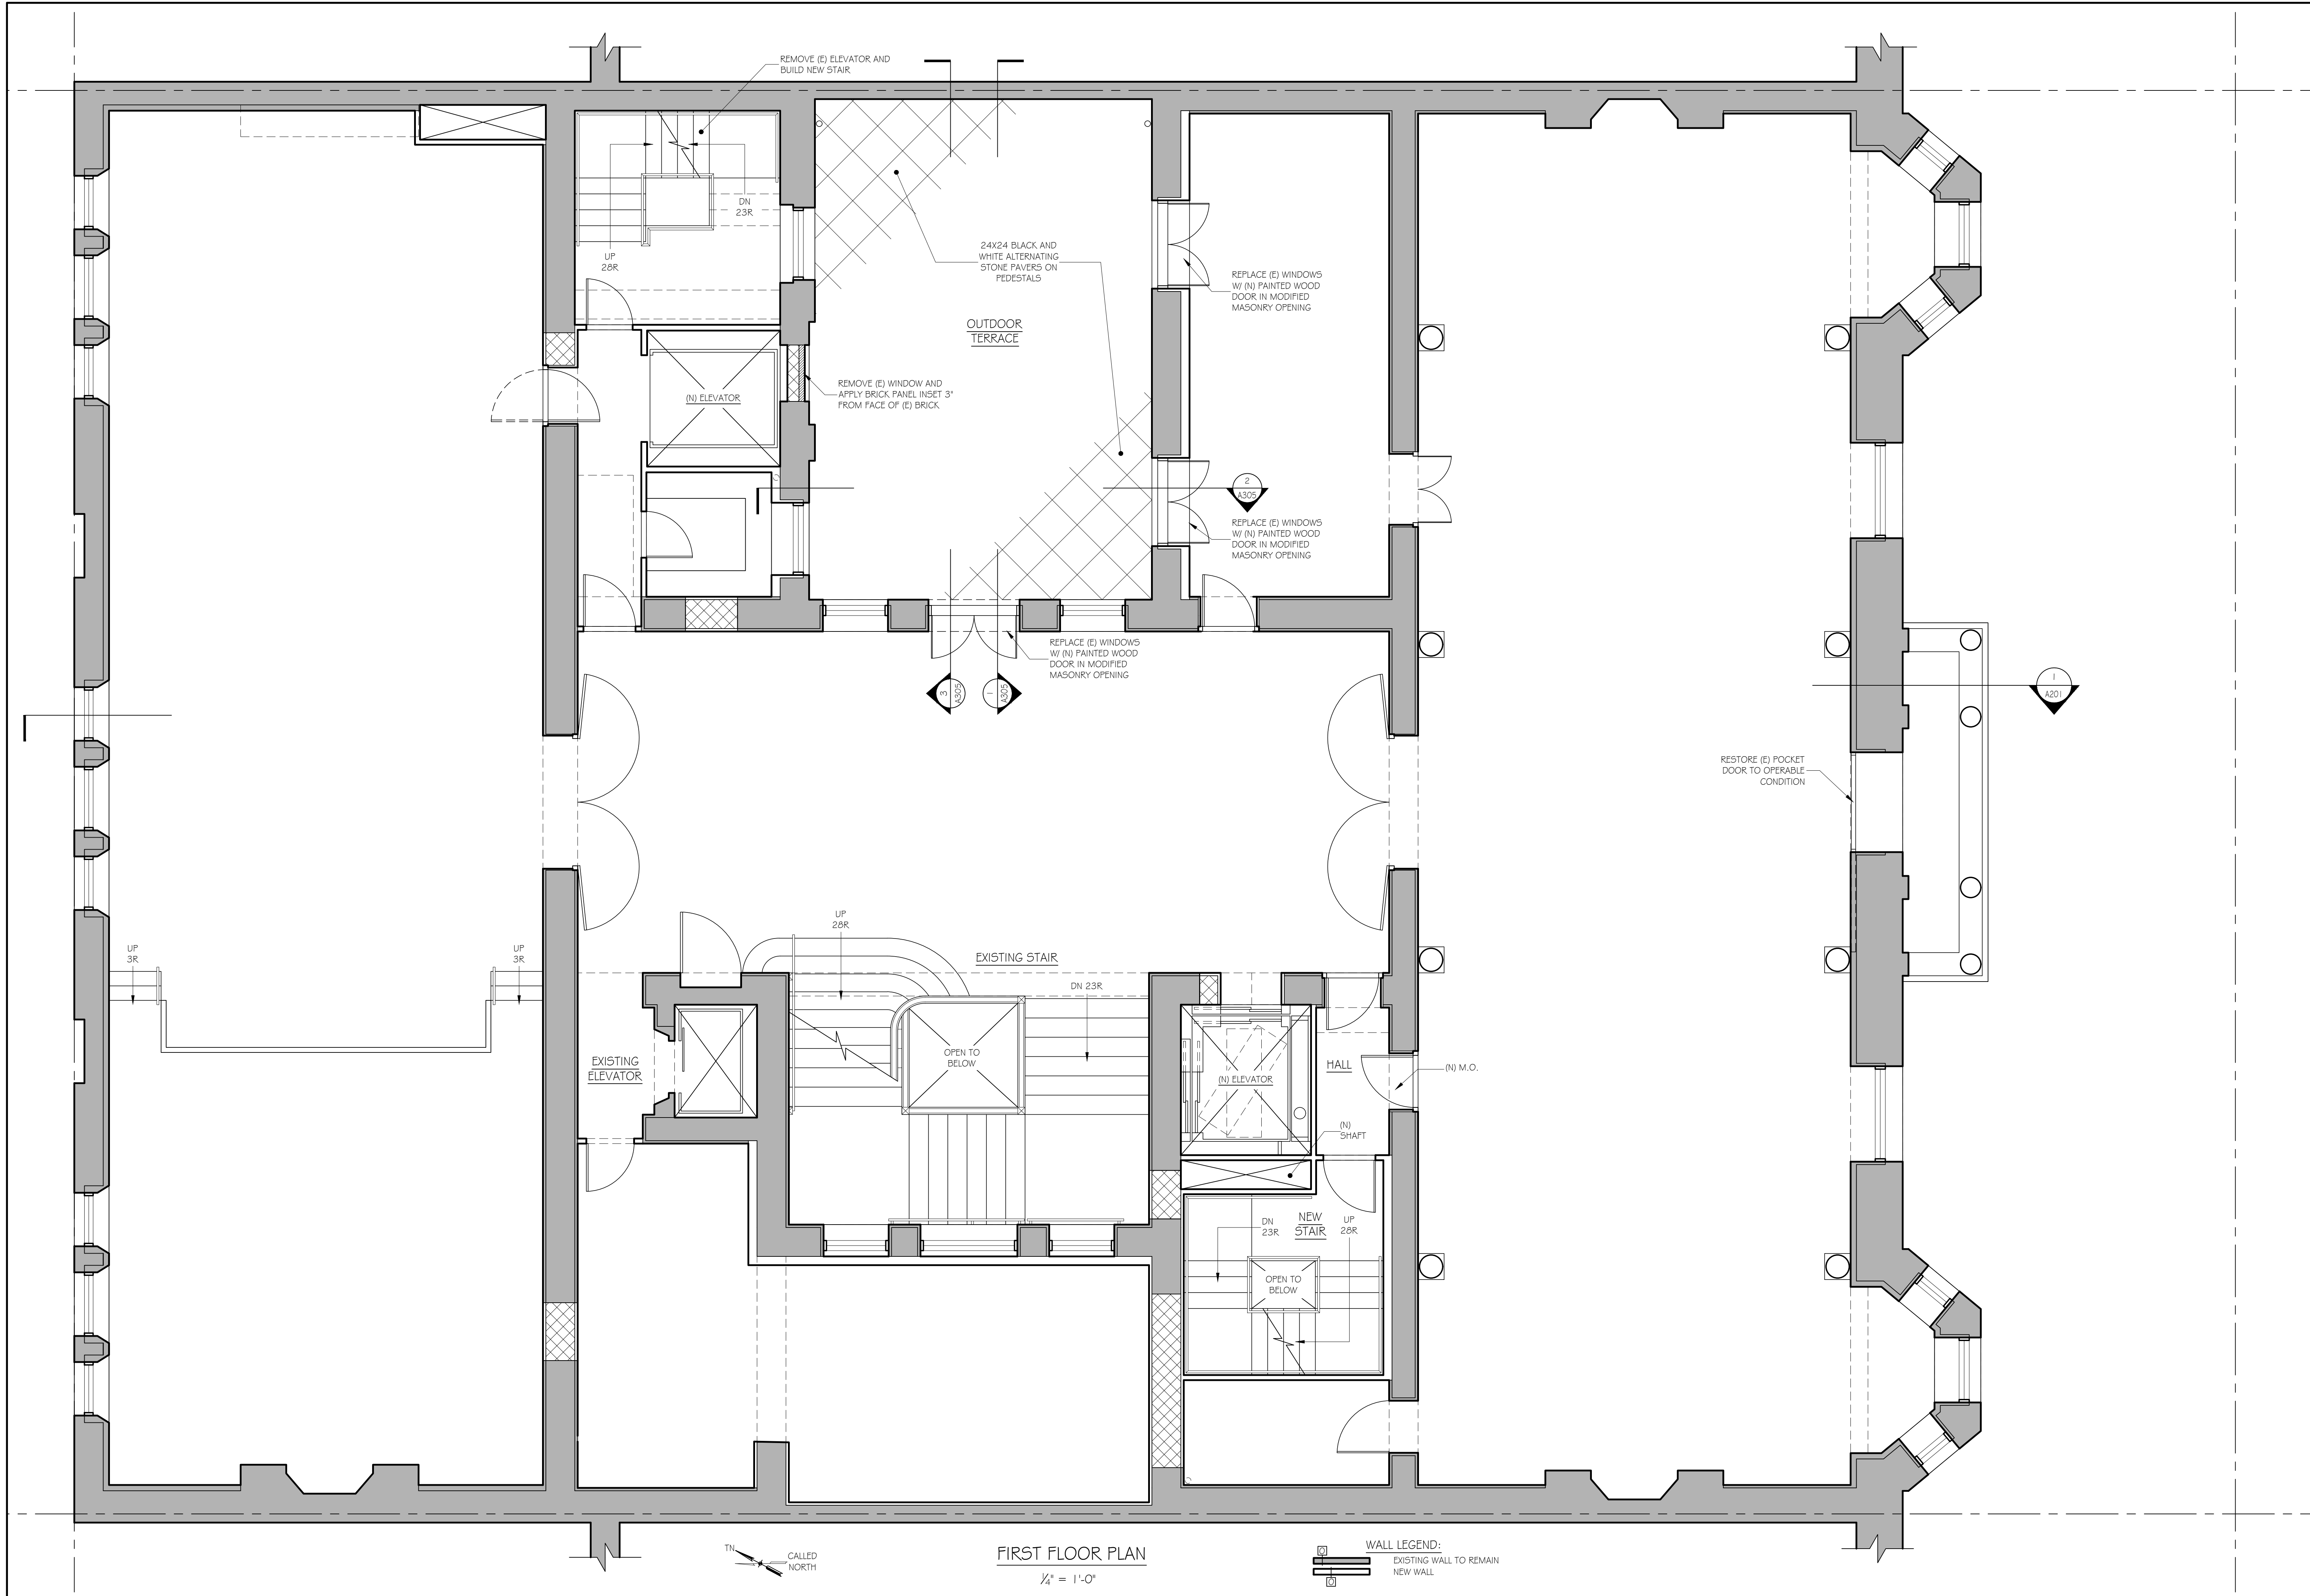 REMOVE (E) ELEVATOR AND
BUILD NEW STAIR
DN
23R
UP
28R
24X24 BLACK AND
WHITE ALTERNATING
STONE PAVERS ON
PEDESTALS
REPLACE (E) WINDOWS
W/ (N) PAINTED WOOD
DOOR IN MODIFIED
MASONRY OPENING
OUTDOOR
TERRACE
REMOVE (E) WINDOW AND
APPLY BRICK PANEL INSET 3"
FROM FACE OF (E) BRICK
(N) ELEVATOR
2
A305
REPLACE (E) WINDOWS
W/ (N) PAINTED WOOD
DOOR IN MODIFIED
MASONRY OPENING
REPLACE (E) WINDOWS
W/ (N) PAINTED WOOD
DOOR IN MODIFIED
MASONRY OPENING
3
A305
1
A305
1
A201
RESTORE (E) POCKET
DOOR TO OPERABLE
CONDITION
UP
28R
UP
3R
UP
3R
EXISTING STAIR
DN 23R
OPEN TO
BELOW
EXISTING
ELEVATOR
HALL
(N) ELEVATOR
(N) M.O.
(N)
SHAFT
DN
23R
NEW
STAIR
UP
28R
OPEN TO
BELOW
TN
CALLED
NORTH
FIRST FLOOR PLAN
1/4" = 1'-0"
WALL LEGEND:
EXISTING WALL TO REMAIN
NEW WALL